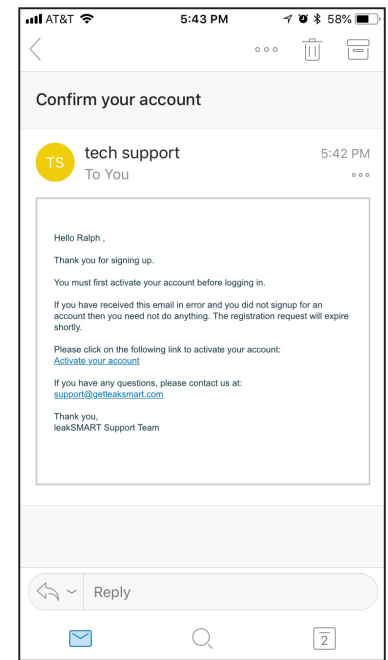 AT&T 5:43 PM 58%
Confirm your account
TS tech support 5:42 PM
To You
Hello Ralph ,
Thank you for signing up.
You must first activate your account before logging in.
If you have received this email in error and you did not signup for an
account then you need not do anything. The registration request will expire
shortly.
Please click on the following link to activate your account:
Activate your account
If you have any questions, please contact us at:
support@getleaksmart.com
Thank you,
leakSMART Support Team
Reply
2